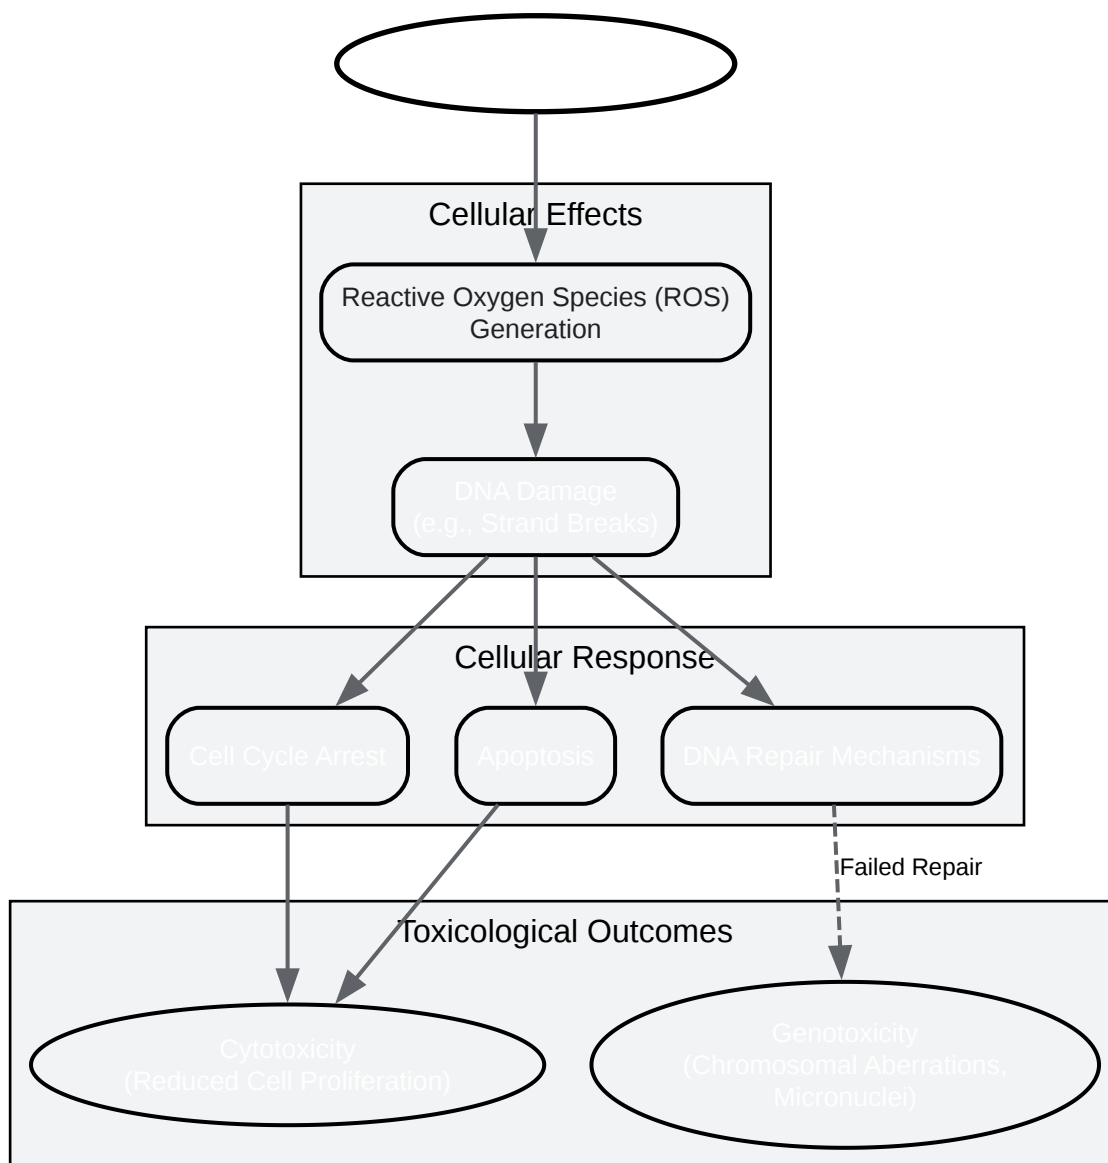 Cellular Effects
Reactive Oxygen Species (ROS)
Generation
DNA Damage
(e.g., Strand Breaks)
Cellular Response
Cell Cycle Arrest
Apoptosis
DNA Repair Mechanisms
Failed Repair
Toxicological Outcomes
Cytotoxicity
(Reduced Cell Proliferation)
Genotoxicity
(Chromosomal Aberrations,
Micronuclei)